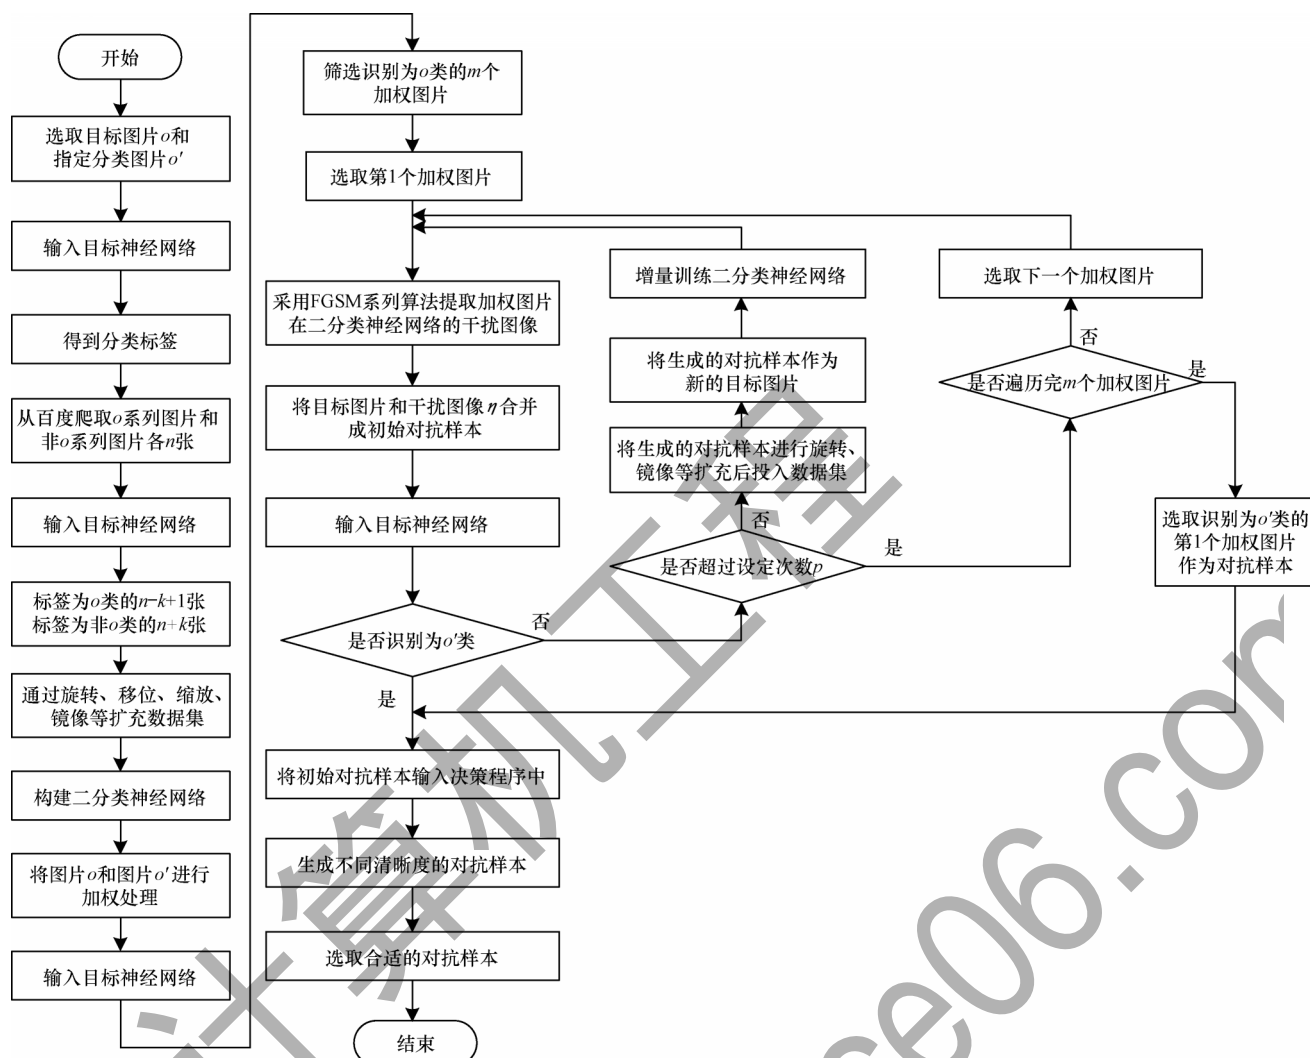 开始
选取目标图片o和
指定分类图片o′
输入目标神经网络
得到分类标签
从百度爬取o系列图片和
非o系列图片各n张
输入目标神经网络
标签为o类的n-k+1张
标签为非o类的n+k张
通过旋转、移位、缩放、
镜像等扩充数据集
构建二分类神经网络
将图片o和图片o′进行
加权处理
输入目标神经网络
筛选识别为o类的m个
加权图片
选取第1个加权图片
采用FGSM系列算法提取加权图片
在二分类神经网络的干扰图像
将目标图片和干扰图像η合并
成初始对抗样本
输入目标神经网络
是否识别为o′类
否
是
是否超过设定次数p
否
是
将生成的对抗样本进行旋转、
镜像等扩充后投入数据集
将生成的对抗样本作为
新的目标图片
增量训练二分类神经网络
是否遍历完m个加权图片
否
是
选取下一个加权图片
选取识别为o′类的
第1个加权图片
作为对抗样本
将初始对抗样本输入决策程序中
生成不同清晰度的对抗样本
选取合适的对抗样本
结束
计算机工程
se06.cor